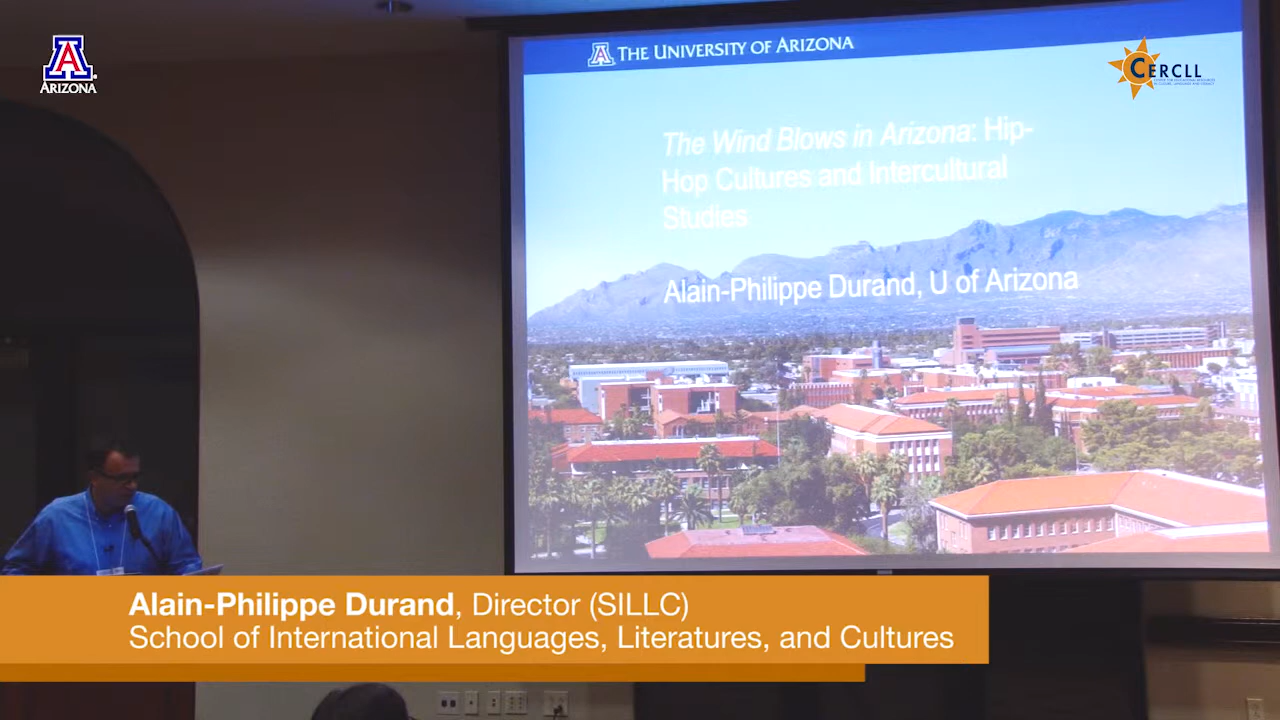 ARIZONA
THE UNIVERSITY OF ARIZONA
CERCLL
The Wind Blows in Arizona: Hip-
Hop Cultures and Intercultural
Studies
Alain-Philippe Durand, U of Arizona
Alain-Philippe Durand, Director (SILLC)
School of International Languages, Literatures, and Cultures